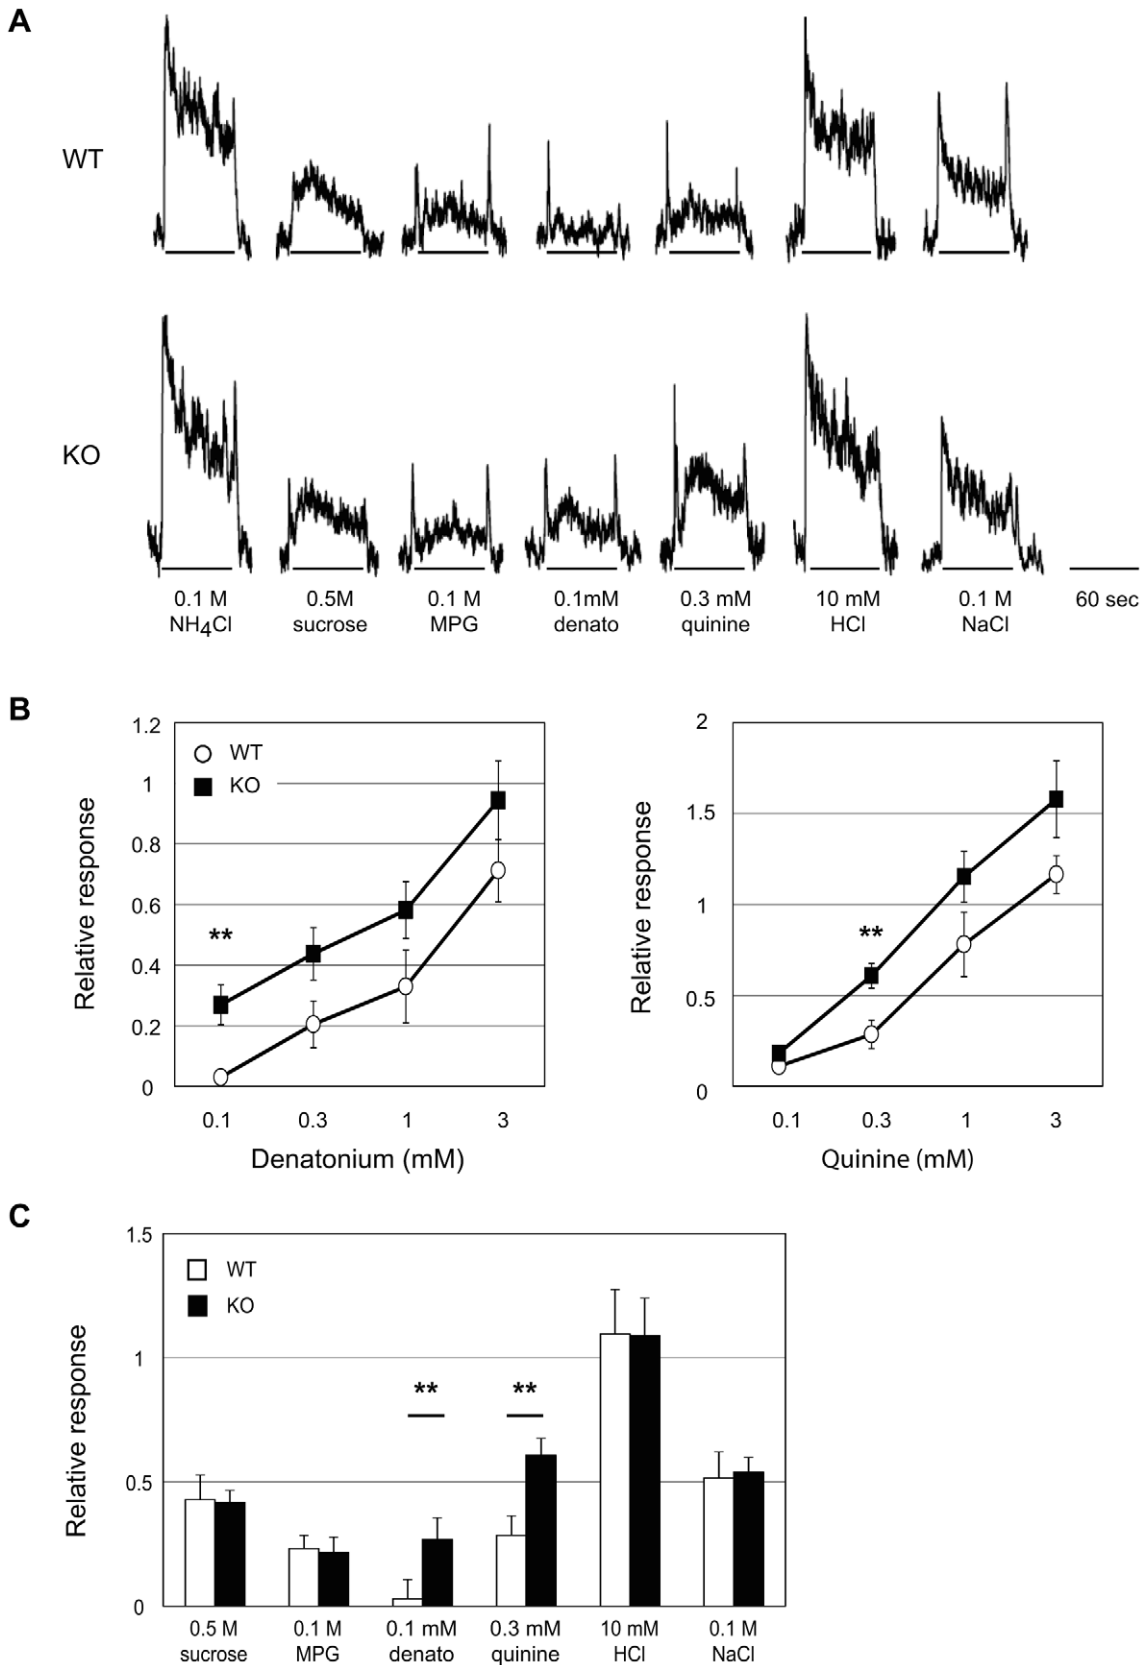 A
WT
KO
0.1 M 0.5M 0.1 M 0.1mM 0.3 mM 10 mM 0.1 M 60 sec
NH4Cl sucrose MPG denato quinine HCl NaCl
B
1.2
1
0.8
0.6
0.4
0.2
0
Relative response
WT
KO
**
0.1 0.3 1 3
Denatonium (mM)
2
1.5
1
0.5
0
Relative response
**
0.1 0.3 1 3
Quinine (mM)
C
1.5
1
0.5
0
Relative response
WT
KO
** **
0.5 M 0.1 M 0.1 mM 0.3 mM 10 mM 0.1 M
sucrose MPG denato quinine HCl NaCl